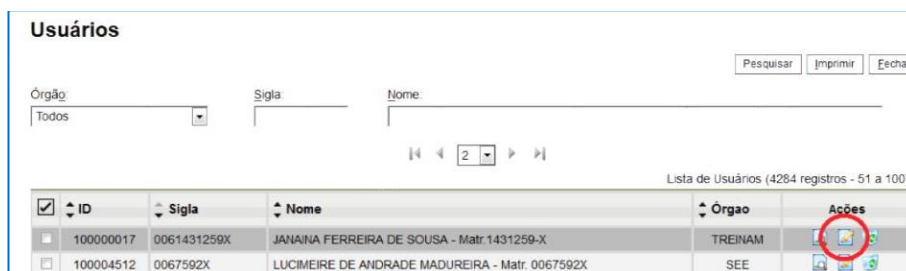 Usuários
Pesquisar Imprimir Fecha
Órgão: Sigla: Nome:
Todos
2
Lista de Usuários (4284 registros - 51 a 100
ID Sigla Nome Órgao Ações
100000017 0061431259X JANAINA FERREIRA DE SOUSA - Matr.1431259-X TREINAM
100004512 0067592X LUCIMEIRE DE ANDRADE MADUREIRA - Matr. 0067592X SEE